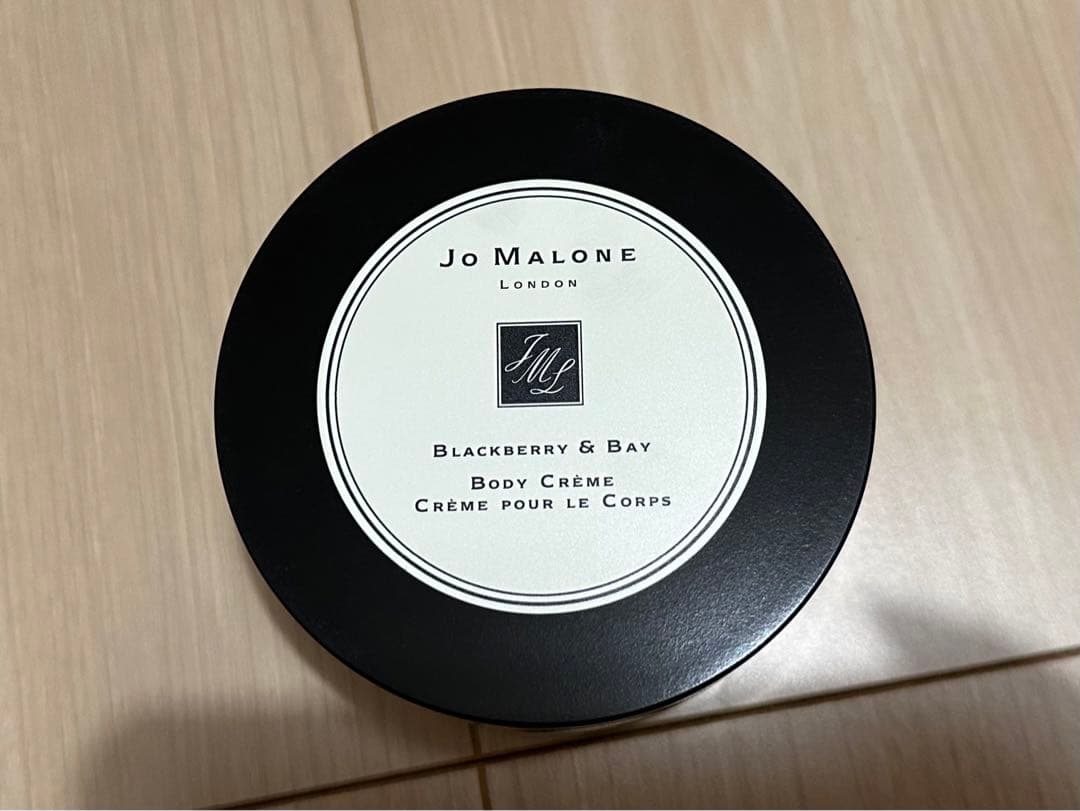 Jo Malone
London
JML
Blackberry & Bay
Body Crème
Crème pour le Corps